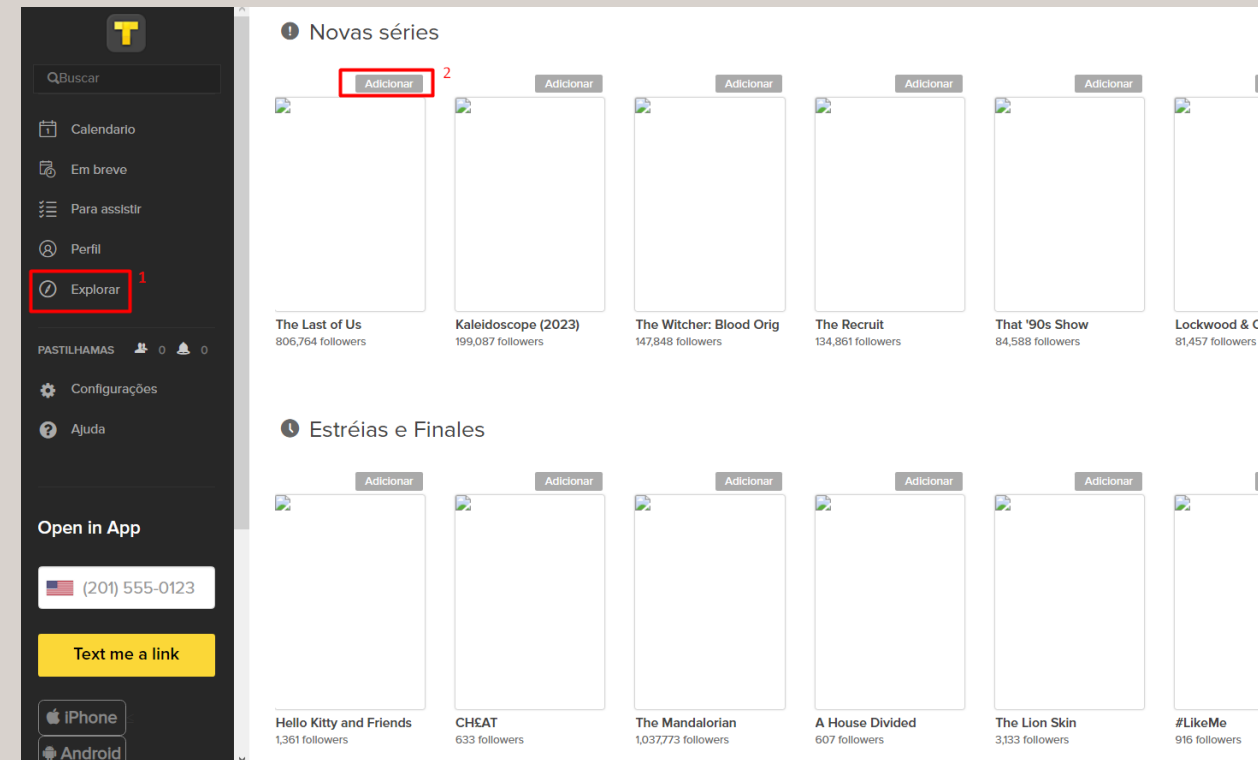 T
Buscar
Calendario
Em breve
Para assistir
Perfil
Explorar
1
PASTILHAMAS 0 0
Configurações
Ajuda
Open in App
(201) 555-0123
Text me a link
iPhone
Android
Novas séries
2
Adicionar Adicionar Adicionar Adicionar Adicionar
The Last of Us Kaleidoscope (2023) The Witcher: Blood Orig The Recruit That '90s Show Lockwood & C
806,764 followers 199,087 followers 147,848 followers 134,861 followers 84,588 followers 81,457 followers
Estréias e Finales
Adicionar Adicionar Adicionar Adicionar Adicionar
Hello Kitty and Friends CH£AT The Mandalorian A House Divided The Lion Skin #LikeMe
1,361 followers 633 followers 1,037,773 followers 607 followers 3,133 followers 916 followers